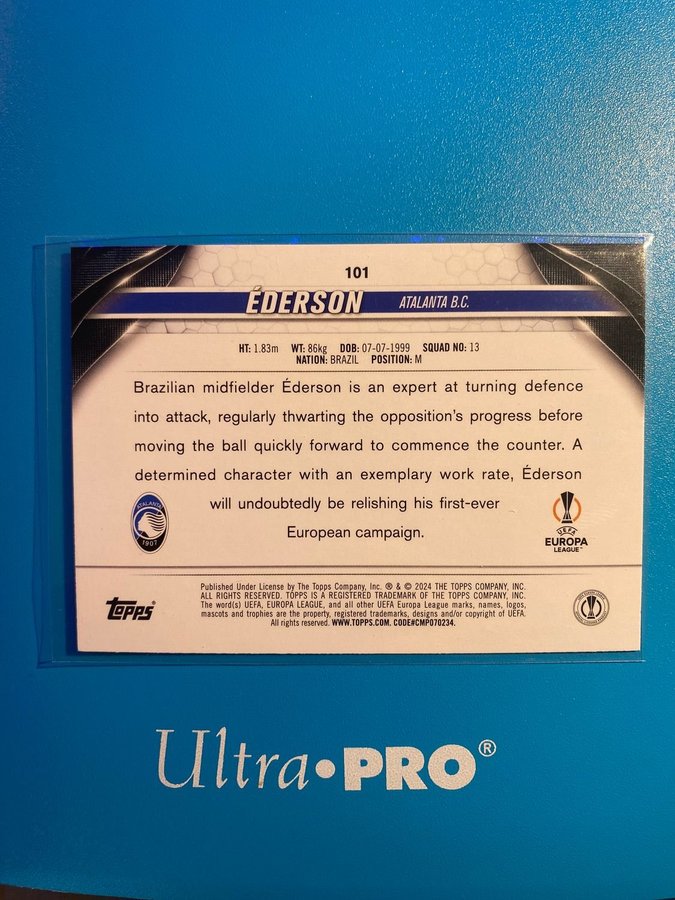 101
ÉDERSON ATALANTA B.C.
HT: 1.83m WT: 86kg DOB: 07-07-1999 SQUAD NO: 13
NATION: BRAZIL POSITION: M
Brazilian midfielder Éderson is an expert at turning defence
into attack, regularly thwarting the opposition's progress before
moving the ball quickly forward to commence the counter. A
determined character with an exemplary work rate, Éderson
will undoubtedly be relishing his first-ever
European campaign.
ATALANTA
1907
UEFA
EUROPA
LEAGUE™
topps®
Published Under License by The Topps Company, Inc. ® & © 2024 THE TOPPS COMPANY, INC.
ALL RIGHTS RESERVED. TOPPS IS A REGISTERED TRADEMARK OF THE TOPPS COMPANY, INC.
The word(s) UEFA, EUROPA LEAGUE, and all other UEFA Europa League marks, names, logos,
mascots and trophies are the property, registered trademarks, designs and/or copyright of UEFA.
All rights reserved. WWW.TOPPS.COM. CODE#CMP070234.
Ultra•PRO®